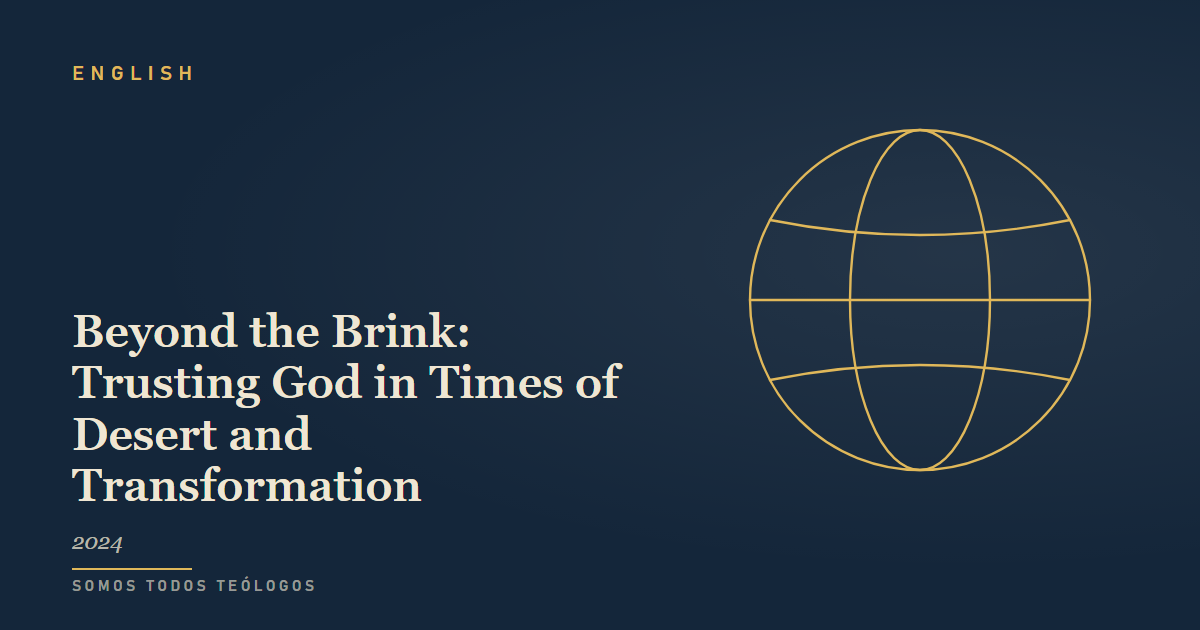 ENGLISH
Beyond the Brink:
Trusting God in Times of
Desert and
Transformation
2024
SOMOS TODOS TEÓLOGOS